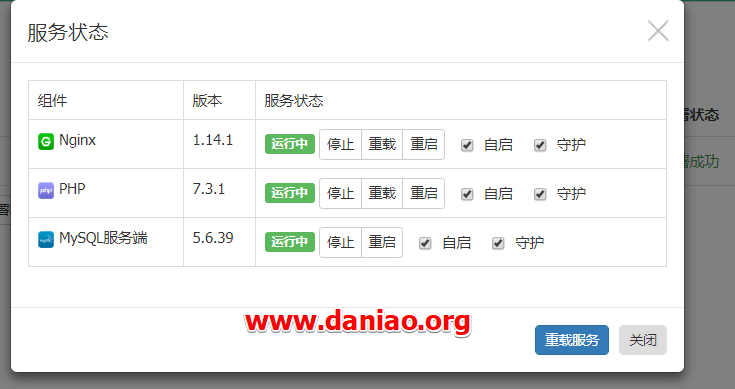 服务状态
组件 版本 服务状态
Nginx 1.14.1 运行中 停止 重载 重启 自启 守护
PHP 7.3.1 运行中 停止 重载 重启 自启 守护
MySQL服务端 5.6.39 运行中 停止 重启 自启 守护
www.daniao.org
重载服务 关闭
署状态
署成功